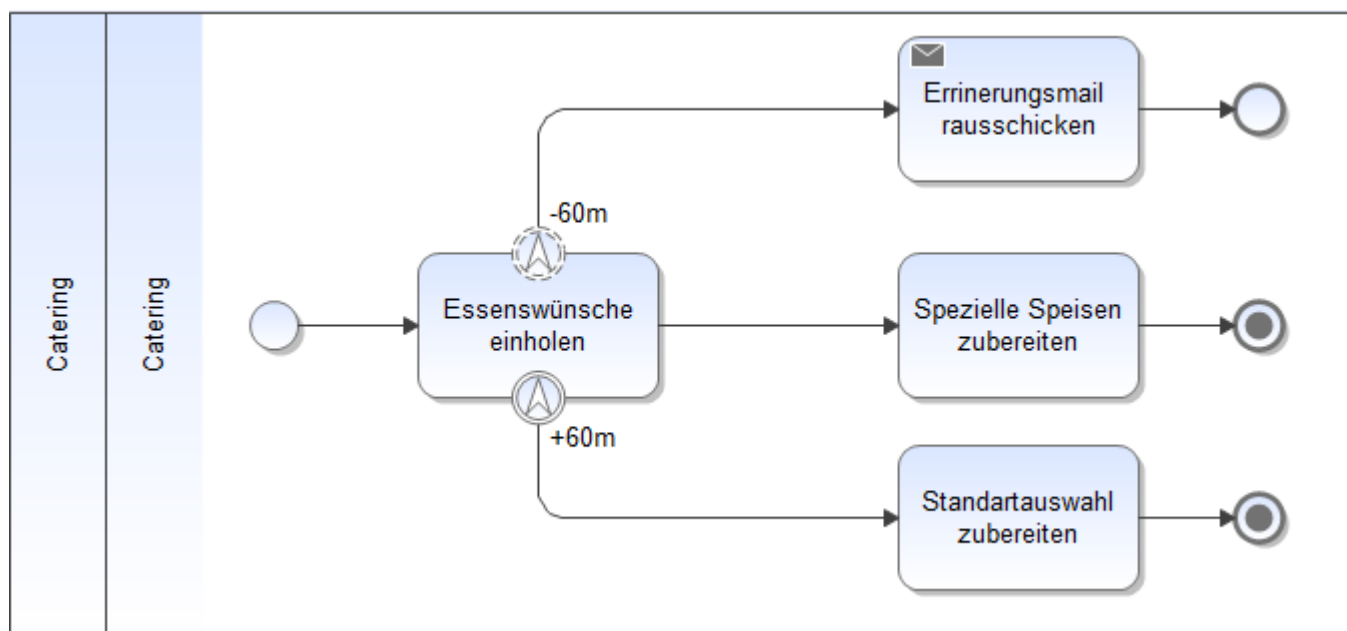 Catering
Catering
Errinerungsmail
rausschicken
-60m
Essenswünsche
einholen
Spezielle Speisen
zubereiten
+60m
Standartauswahl
zubereiten